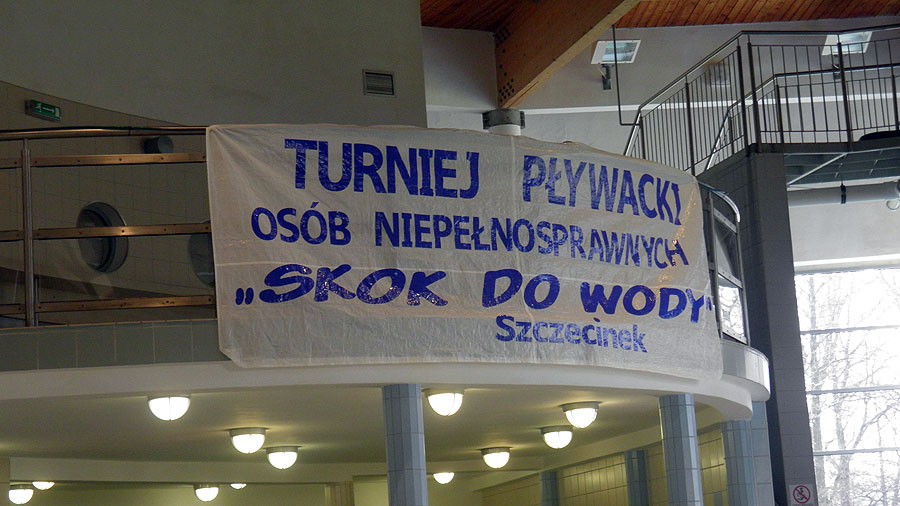 TURNIEJ PŁYWACKI
OSÓB NIEPEŁNOSPRAWNYCH
„SKOK DO WODY"
Szczecinek